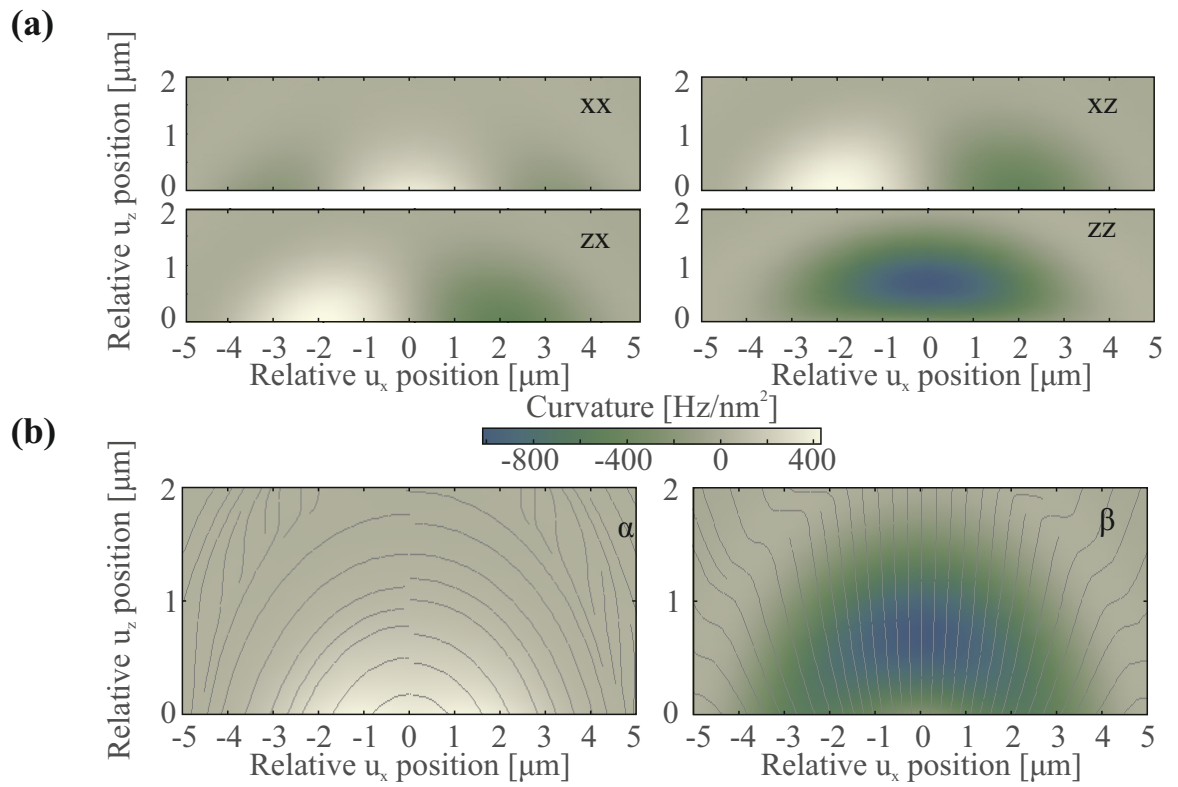 (a)
Relative u_z position [μm]
2
1
0
xx
2
1
0
xz
2
1
0
zx
2
1
0
zz
-5 -4 -3 -2 -1 0 1 2 3 4 5
-5 -4 -3 -2 -1 0 1 2 3 4 5
Relative u_x position [μm]
Relative u_x position [μm]
Curvature [Hz/nm²]
-800 -400 0 400
(b)
Relative u_z position [μm]
2
1
0
α
2
1
0
β
-5 -4 -3 -2 -1 0 1 2 3 4 5
-5 -4 -3 -2 -1 0 1 2 3 4 5
Relative u_x position [μm]
Relative u_x position [μm]